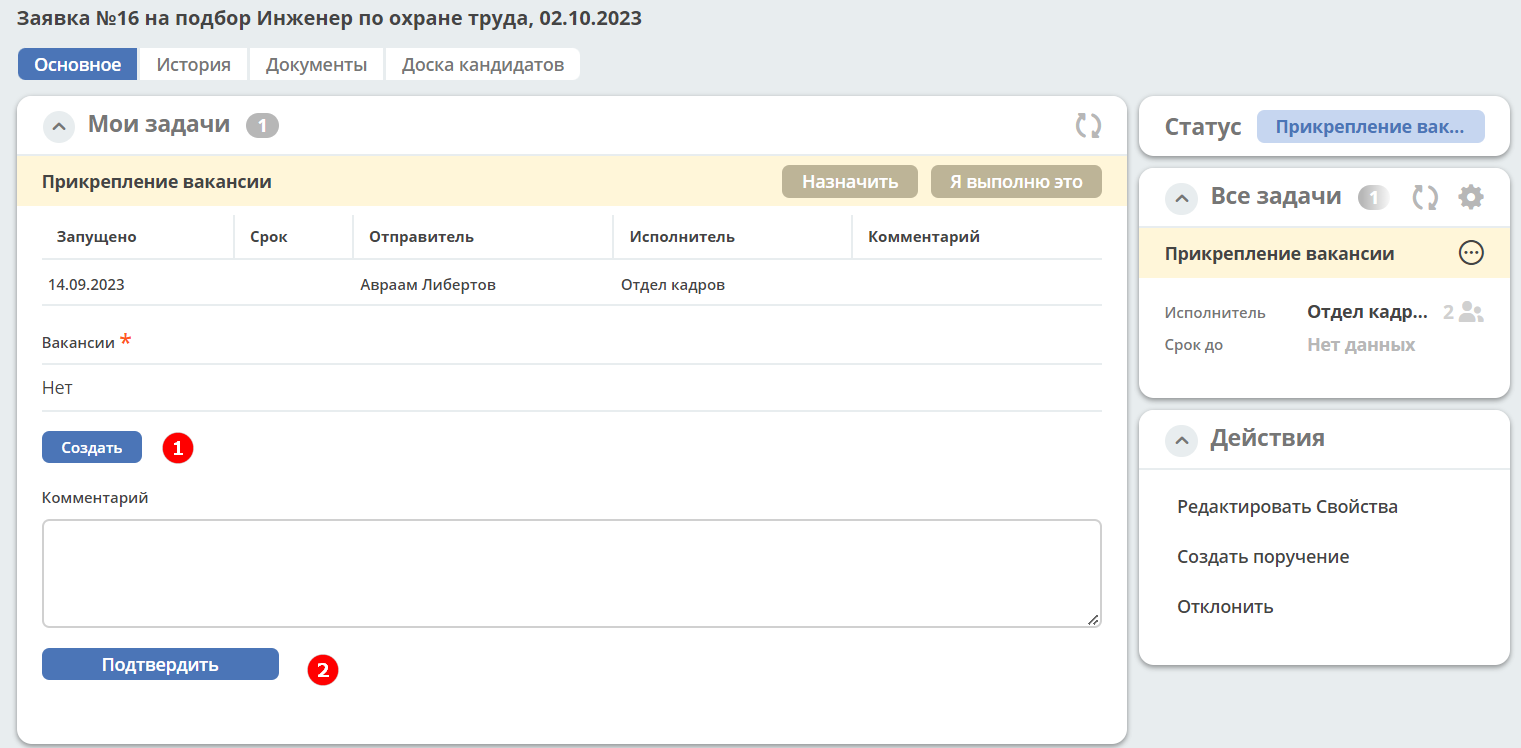 Заявка №16 на подбор Инженер по охране труда, 02.10.2023
Основное История Документы Доска кандидатов
Мои задачи 1
Прикрепление вакансии Назначить Я выполню это
Запущено Срок Отправитель Исполнитель Комментарий
14.09.2023 Авраам Либертов Отдел кадров
Вакансии *
Нет
Создать 1
Комментарий
Подтвердить 2
Статус Прикрепление вак...
Все задачи 1
Прикрепление вакансии
Исполнитель Отдел кадр... 2
Срок до Нет данных
Действия
Редактировать Свойства
Создать поручение
Отклонить